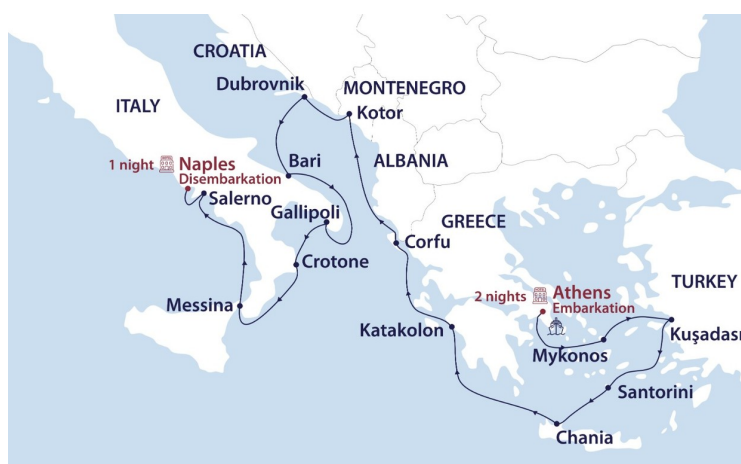 CROATIA
Dubrovnik
MONTENEGRO
Kotor
ITALY
1 night
Naples
Disembarkation
Bari
ALBANIA
Salerno
Gallipoli
GREECE
Corfu
Crotone
TURKEY
2 nights
Athens
Embarkation
Messina
Katakolon
Kuşadası
Mykonos
Santorini
Chania